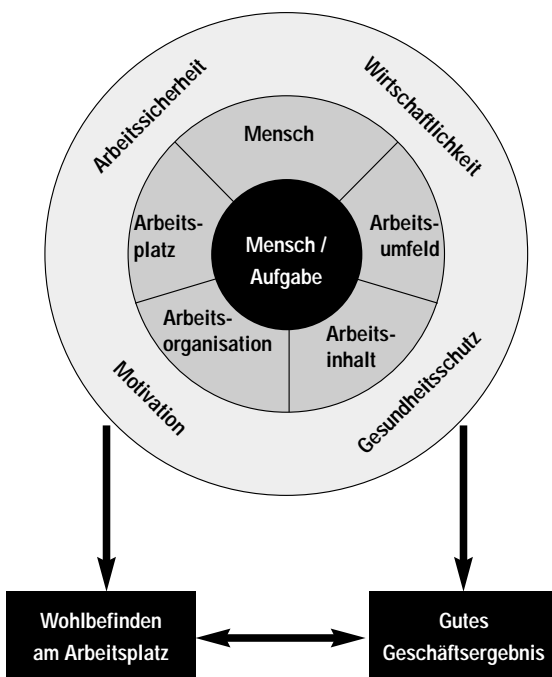 Arbeitssicherheit
Wirtschaftlichkeit
Mensch
Arbeits-
platz
Arbeits-
umfeld
Mensch /
Aufgabe
Arbeits-
organisation
Arbeits-
inhalt
Motivation
Gesundheitsschutz
Wohlbefinden
am Arbeitsplatz
Gutes
Geschäftsergebnis